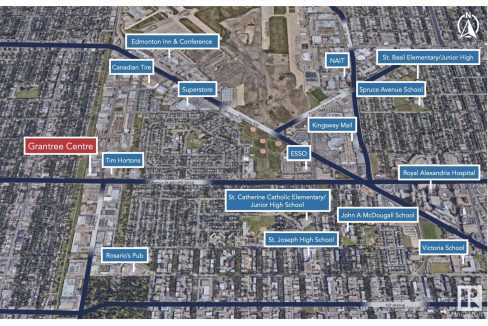 Edmonton Inn & Conference
NAIT
St. Basil Elementary/Junior High
Canadian Tire
Superstore
Spruce Avenue School
Kingsway Mall
Grantree Centre
Tim Hortons
ESSO
Royal Alexandria Hospital
St. Catherine Catholic Elementary/
Junior High School
John A McDougall School
St. Joseph High School
Victoria School
Rosario's Pub